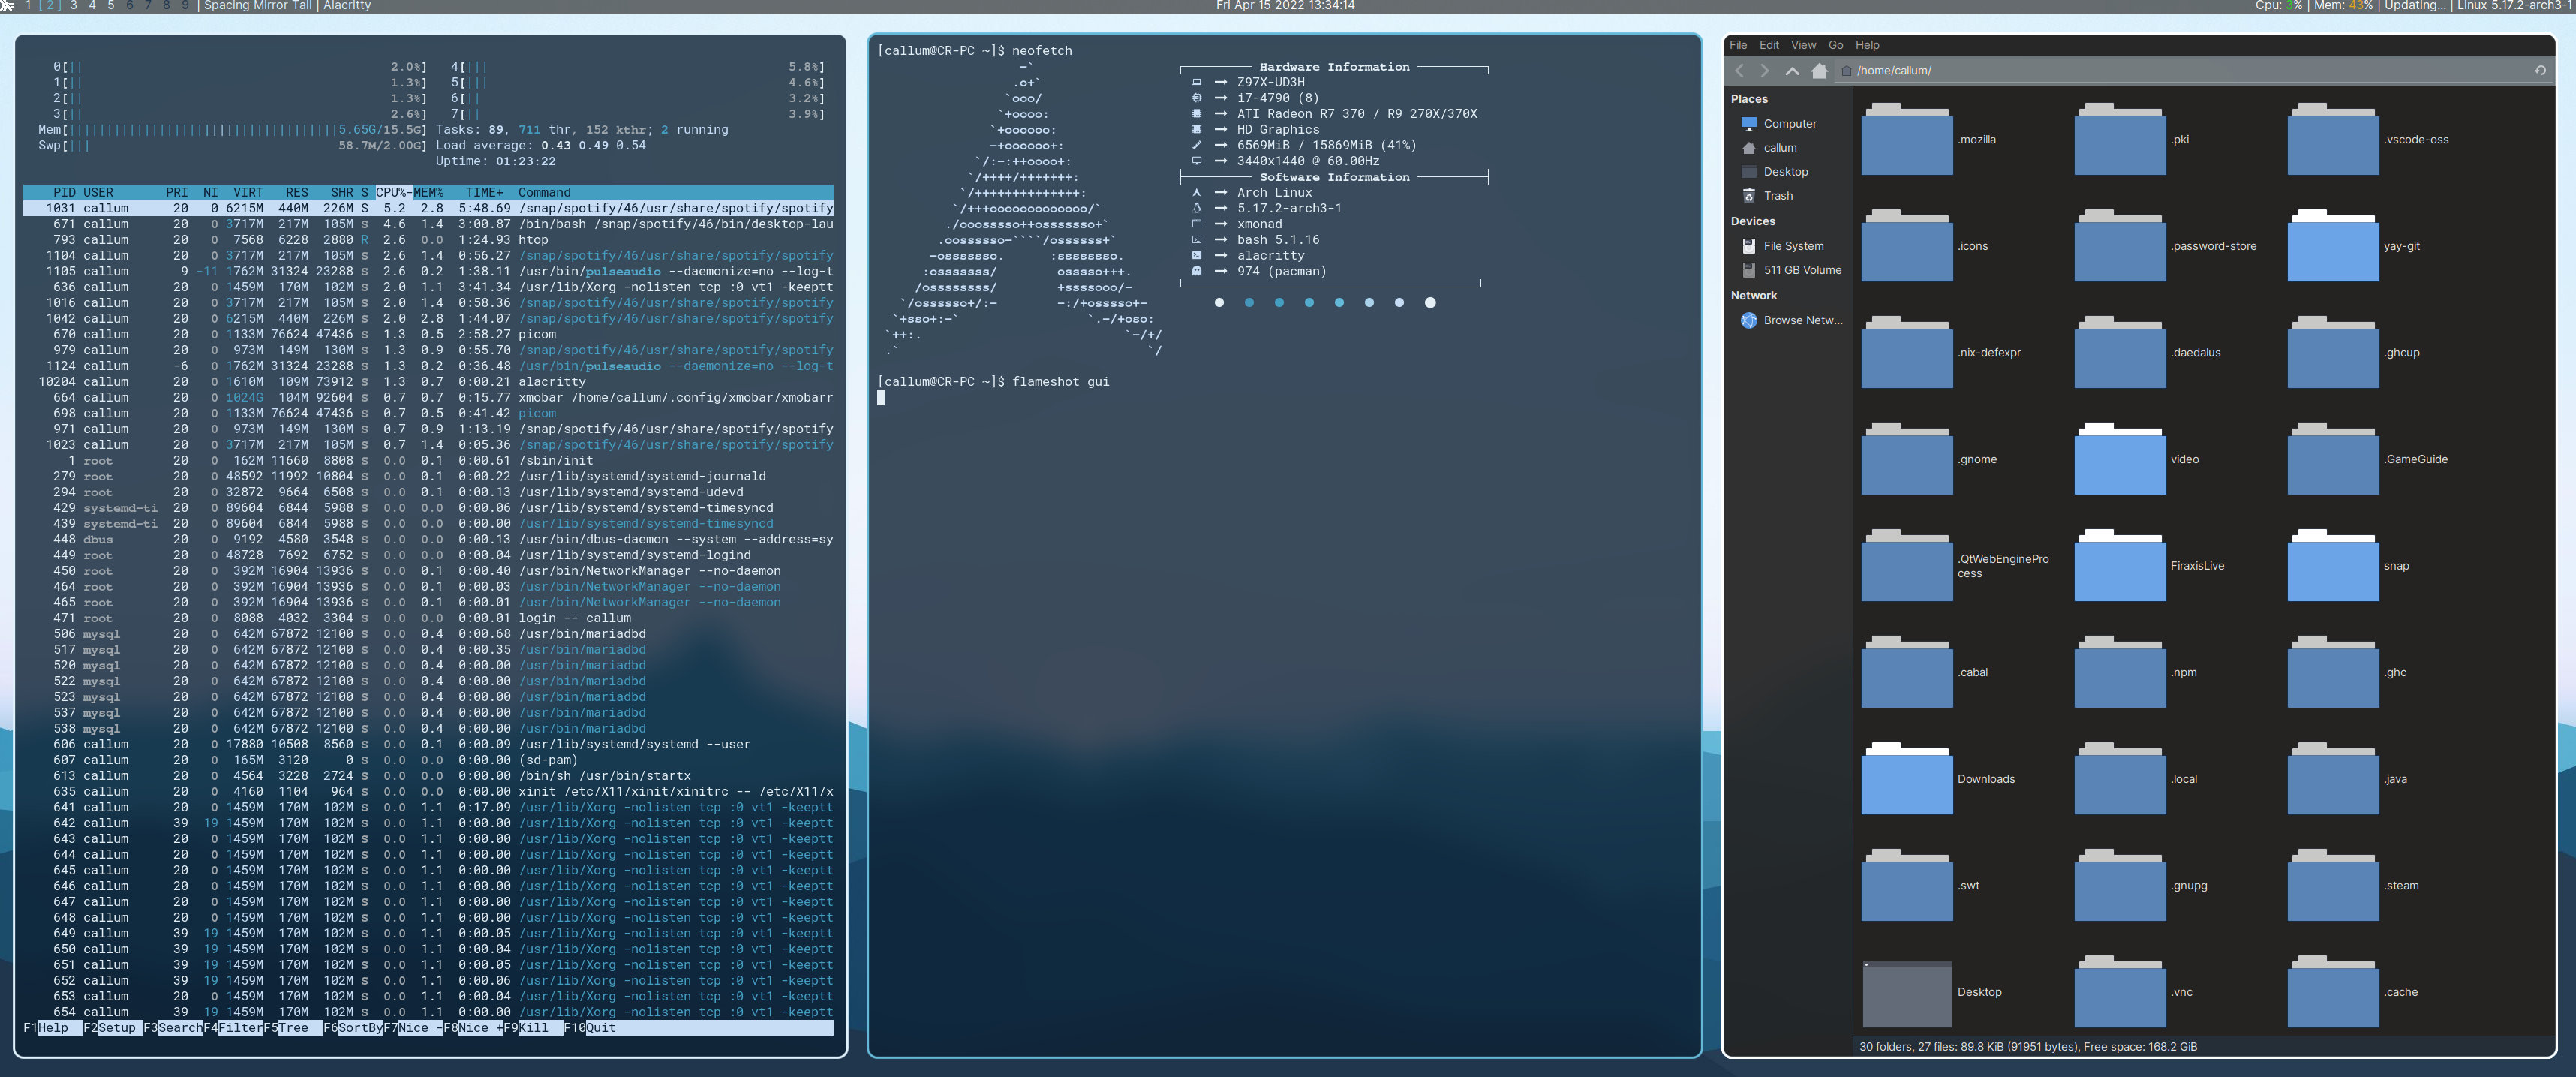 1 [ 2 ] 3 4 5 6 7 8 9 | Spacing Mirror Tall | Alacritty
Fri Apr 15 2022 13:34:14
Cpu: 3% | Mem: 43% | Updating... | Linux 5.17.2-arch3-1
0[|| 2.0%] 4[||| 5.8%]
1[|| 1.3%] 5[||| 4.6%]
2[|| 1.3%] 6[|| 3.2%]
3[|| 2.6%] 7[|| 3.9%]
Mem[||||||||||||||||||||||||||||||||||||5.65G/15.5G] Tasks: 89, 711 thr, 152 kthr; 2 running
Swp[||| 58.7M/2.00G] Load average: 0.43 0.49 0.54
Uptime: 01:23:22
PID USER PRI NI VIRT RES SHR S CPU%-MEM% TIME+ Command
1031 callum 20 0 6215M 440M 226M S 5.2 2.8 5:48.69 /snap/spotify/46/usr/share/spotify/spotify
671 callum 20 0 3717M 217M 105M S 4.6 1.4 3:00.87 /bin/bash /snap/spotify/46/bin/desktop-lau
793 callum 20 0 7568 6228 2880 R 2.6 0.0 1:24.93 htop
1104 callum 20 0 3717M 217M 105M S 2.6 1.4 0:56.27 /snap/spotify/46/usr/share/spotify/spotify
1105 callum 9 -11 1762M 31324 23288 S 2.6 0.2 1:38.11 /usr/bin/pulseaudio --daemonize=no --log-t
636 callum 20 0 1459M 170M 102M S 2.0 1.1 3:41.34 /usr/lib/Xorg -nolisten tcp :0 vt1 -keeptt
1016 callum 20 0 3717M 217M 105M S 2.0 1.4 0:58.36 /snap/spotify/46/usr/share/spotify/spotify
1042 callum 20 0 6215M 440M 226M S 2.0 2.8 1:44.07 /snap/spotify/46/usr/share/spotify/spotify
670 callum 20 0 1133M 76624 47436 S 1.3 0.5 2:58.27 picom
979 callum 20 0 973M 149M 130M S 1.3 0.9 0:55.70 /snap/spotify/46/usr/share/spotify/spotify
1124 callum -6 0 1762M 31324 23288 S 1.3 0.2 0:36.48 /usr/bin/pulseaudio --daemonize=no --log-t
10204 callum 20 0 1610M 109M 73912 S 1.3 0.7 0:00.21 alacritty
664 callum 20 0 1024G 104M 92604 S 0.7 0.7 0:15.77 xmobar /home/callum/.config/xmobar/xmobarr
698 callum 20 0 1133M 76624 47436 S 0.7 0.5 0:41.42 picom
971 callum 20 0 973M 149M 130M S 0.7 0.9 1:13.19 /snap/spotify/46/usr/share/spotify/spotify
1023 callum 20 0 3717M 217M 105M S 0.7 1.4 0:05.36 /snap/spotify/46/usr/share/spotify/spotify
1 root 20 0 162M 11660 8808 S 0.0 0.1 0:00.61 /sbin/init
279 root 20 0 48592 11992 10804 S 0.0 0.1 0:00.22 /usr/lib/systemd/systemd-journald
294 root 20 0 32872 9664 6508 S 0.0 0.1 0:00.13 /usr/lib/systemd/systemd-udevd
429 systemd-ti 20 0 89604 6844 5988 S 0.0 0.0 0:00.06 /usr/lib/systemd/systemd-timesyncd
439 systemd-ti 20 0 89604 6844 5988 S 0.0 0.0 0:00.00 /usr/lib/systemd/systemd-timesyncd
448 dbus 20 0 9192 4580 3548 S 0.0 0.0 0:00.13 /usr/bin/dbus-daemon --system --address=sy
449 root 20 0 48728 7692 6752 S 0.0 0.0 0:00.04 /usr/lib/systemd/systemd-logind
450 root 20 0 392M 16904 13936 S 0.0 0.1 0:00.40 /usr/bin/NetworkManager --no-daemon
464 root 20 0 392M 16904 13936 S 0.0 0.1 0:00.03 /usr/bin/NetworkManager --no-daemon
465 root 20 0 392M 16904 13936 S 0.0 0.1 0:00.01 /usr/bin/NetworkManager --no-daemon
471 root 20 0 8088 4032 3304 S 0.0 0.0 0:00.01 login -- callum
506 mysql 20 0 642M 67872 12100 S 0.0 0.4 0:00.68 /usr/bin/mariadbd
517 mysql 20 0 642M 67872 12100 S 0.0 0.4 0:00.35 /usr/bin/mariadbd
520 mysql 20 0 642M 67872 12100 S 0.0 0.4 0:00.00 /usr/bin/mariadbd
522 mysql 20 0 642M 67872 12100 S 0.0 0.4 0:00.00 /usr/bin/mariadbd
523 mysql 20 0 642M 67872 12100 S 0.0 0.4 0:00.00 /usr/bin/mariadbd
537 mysql 20 0 642M 67872 12100 S 0.0 0.4 0:00.00 /usr/bin/mariadbd
538 mysql 20 0 642M 67872 12100 S 0.0 0.4 0:00.00 /usr/bin/mariadbd
606 callum 20 0 17880 10508 8560 S 0.0 0.1 0:00.09 /usr/lib/systemd/systemd --user
607 callum 20 0 165M 3120 0 S 0.0 0.0 0:00.00 (sd-pam)
613 callum 20 0 4564 3228 2724 S 0.0 0.0 0:00.00 /bin/sh /usr/bin/startx
635 callum 20 0 4160 1104 964 S 0.0 0.0 0:00.00 xinit /etc/X11/xinit/xinitrc -- /etc/X11/x
641 callum 20 0 1459M 170M 102M S 0.0 1.1 0:17.09 /usr/lib/Xorg -nolisten tcp :0 vt1 -keeptt
642 callum 39 19 1459M 170M 102M S 0.0 1.1 0:00.00 /usr/lib/Xorg -nolisten tcp :0 vt1 -keeptt
643 callum 20 0 1459M 170M 102M S 0.0 1.1 0:00.00 /usr/lib/Xorg -nolisten tcp :0 vt1 -keeptt
644 callum 20 0 1459M 170M 102M S 0.0 1.1 0:00.00 /usr/lib/Xorg -nolisten tcp :0 vt1 -keeptt
645 callum 20 0 1459M 170M 102M S 0.0 1.1 0:00.00 /usr/lib/Xorg -nolisten tcp :0 vt1 -keeptt
646 callum 20 0 1459M 170M 102M S 0.0 1.1 0:00.00 /usr/lib/Xorg -nolisten tcp :0 vt1 -keeptt
647 callum 20 0 1459M 170M 102M S 0.0 1.1 0:00.00 /usr/lib/Xorg -nolisten tcp :0 vt1 -keeptt
648 callum 20 0 1459M 170M 102M S 0.0 1.1 0:00.00 /usr/lib/Xorg -nolisten tcp :0 vt1 -keeptt
649 callum 39 19 1459M 170M 102M S 0.0 1.1 0:00.05 /usr/lib/Xorg -nolisten tcp :0 vt1 -keeptt
650 callum 39 19 1459M 170M 102M S 0.0 1.1 0:00.04 /usr/lib/Xorg -nolisten tcp :0 vt1 -keeptt
651 callum 39 19 1459M 170M 102M S 0.0 1.1 0:00.05 /usr/lib/Xorg -nolisten tcp :0 vt1 -keeptt
652 callum 39 19 1459M 170M 102M S 0.0 1.1 0:00.06 /usr/lib/Xorg -nolisten tcp :0 vt1 -keeptt
653 callum 20 0 1459M 170M 102M S 0.0 1.1 0:00.04 /usr/lib/Xorg -nolisten tcp :0 vt1 -keeptt
654 callum 39 19 1459M 170M 102M S 0.0 1.1 0:00.00 /usr/lib/Xorg -nolisten tcp :0 vt1 -keeptt
F1Help F2Setup F3SearchF4FilterF5Tree F6SortByF7Nice -F8Nice +F9Kill F10Quit
[callum@CR-PC ~]$ neofetch
-`
.o+`
`ooo/
`+oooo:
`+oooooo:
-+oooooo+:
`/:-:++oooo+:
`/++++/+++++++:
`/++++++++++++++:
`/+++ooooooooooooo/`
./ooosssso++osssssso+`
.oossssso-````/ossssss+`
-osssssso. :ssssssso.
:osssssss/ osssso+++.
/ossssssss/ +ssssooo/-
`/ossssso+/:- -:/+osssso+-
`+sso+:-` `.-/+oso:
`++:. `-/+/
.` `/
Hardware Information
→ Z97X-UD3H
→ i7-4790 (8)
→ ATI Radeon R7 370 / R9 270X/370X
→ HD Graphics
→ 6569MiB / 15869MiB (41%)
→ 3440x1440 @ 60.00Hz
Software Information
→ Arch Linux
→ 5.17.2-arch3-1
→ xmonad
→ bash 5.1.16
→ alacritty
→ 974 (pacman)
[callum@CR-PC ~]$ flameshot gui
File Edit View Go Help
/home/callum/
Places
Computer
callum
Desktop
Trash
Devices
File System
511 GB Volume
Network
Browse Netw...
.mozilla .pki .vscode-oss
.icons .password-store yay-git
.nix-defexpr .daedalus .ghcup
.gnome video .GameGuide
.QtWebEnginePro
cess
FiraxisLive snap
.cabal .npm .ghc
Downloads .local .java
.swt .gnupg .steam
Desktop .vnc .cache
30 folders, 27 files: 89.8 KiB (91951 bytes), Free space: 168.2 GiB